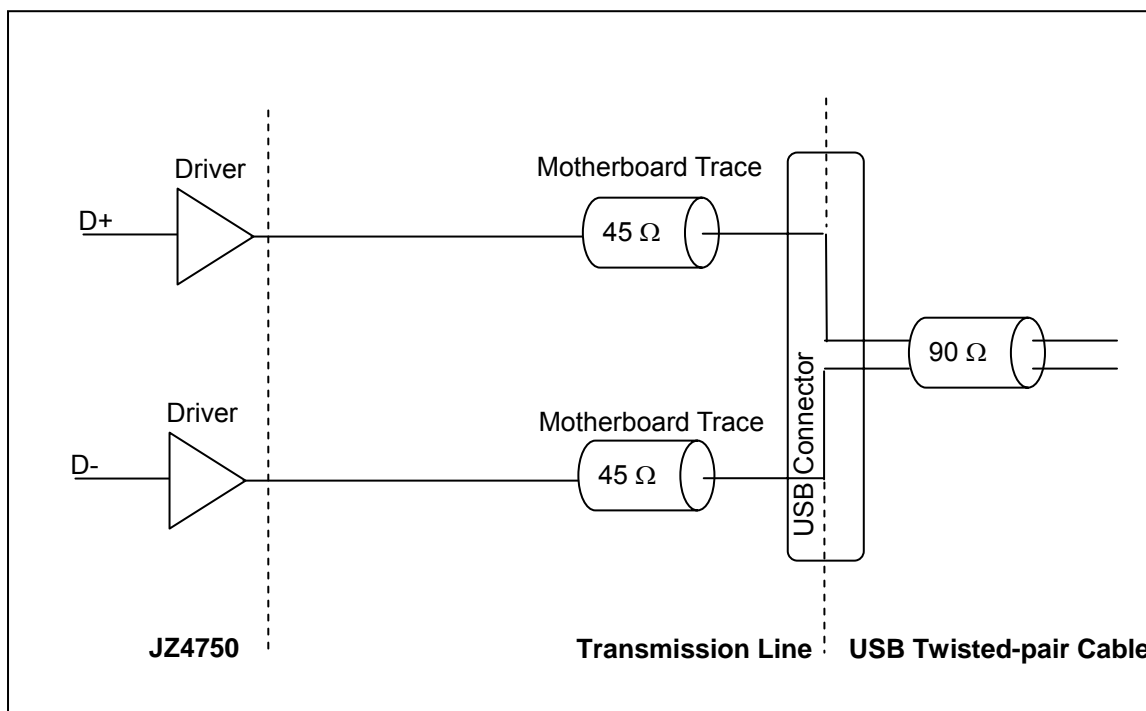 Driver
Motherboard Trace
D+
45 Ω
USB Connector
90 Ω
Driver
Motherboard Trace
D-
45 Ω
JZ4750
Transmission Line
USB Twisted-pair Cable